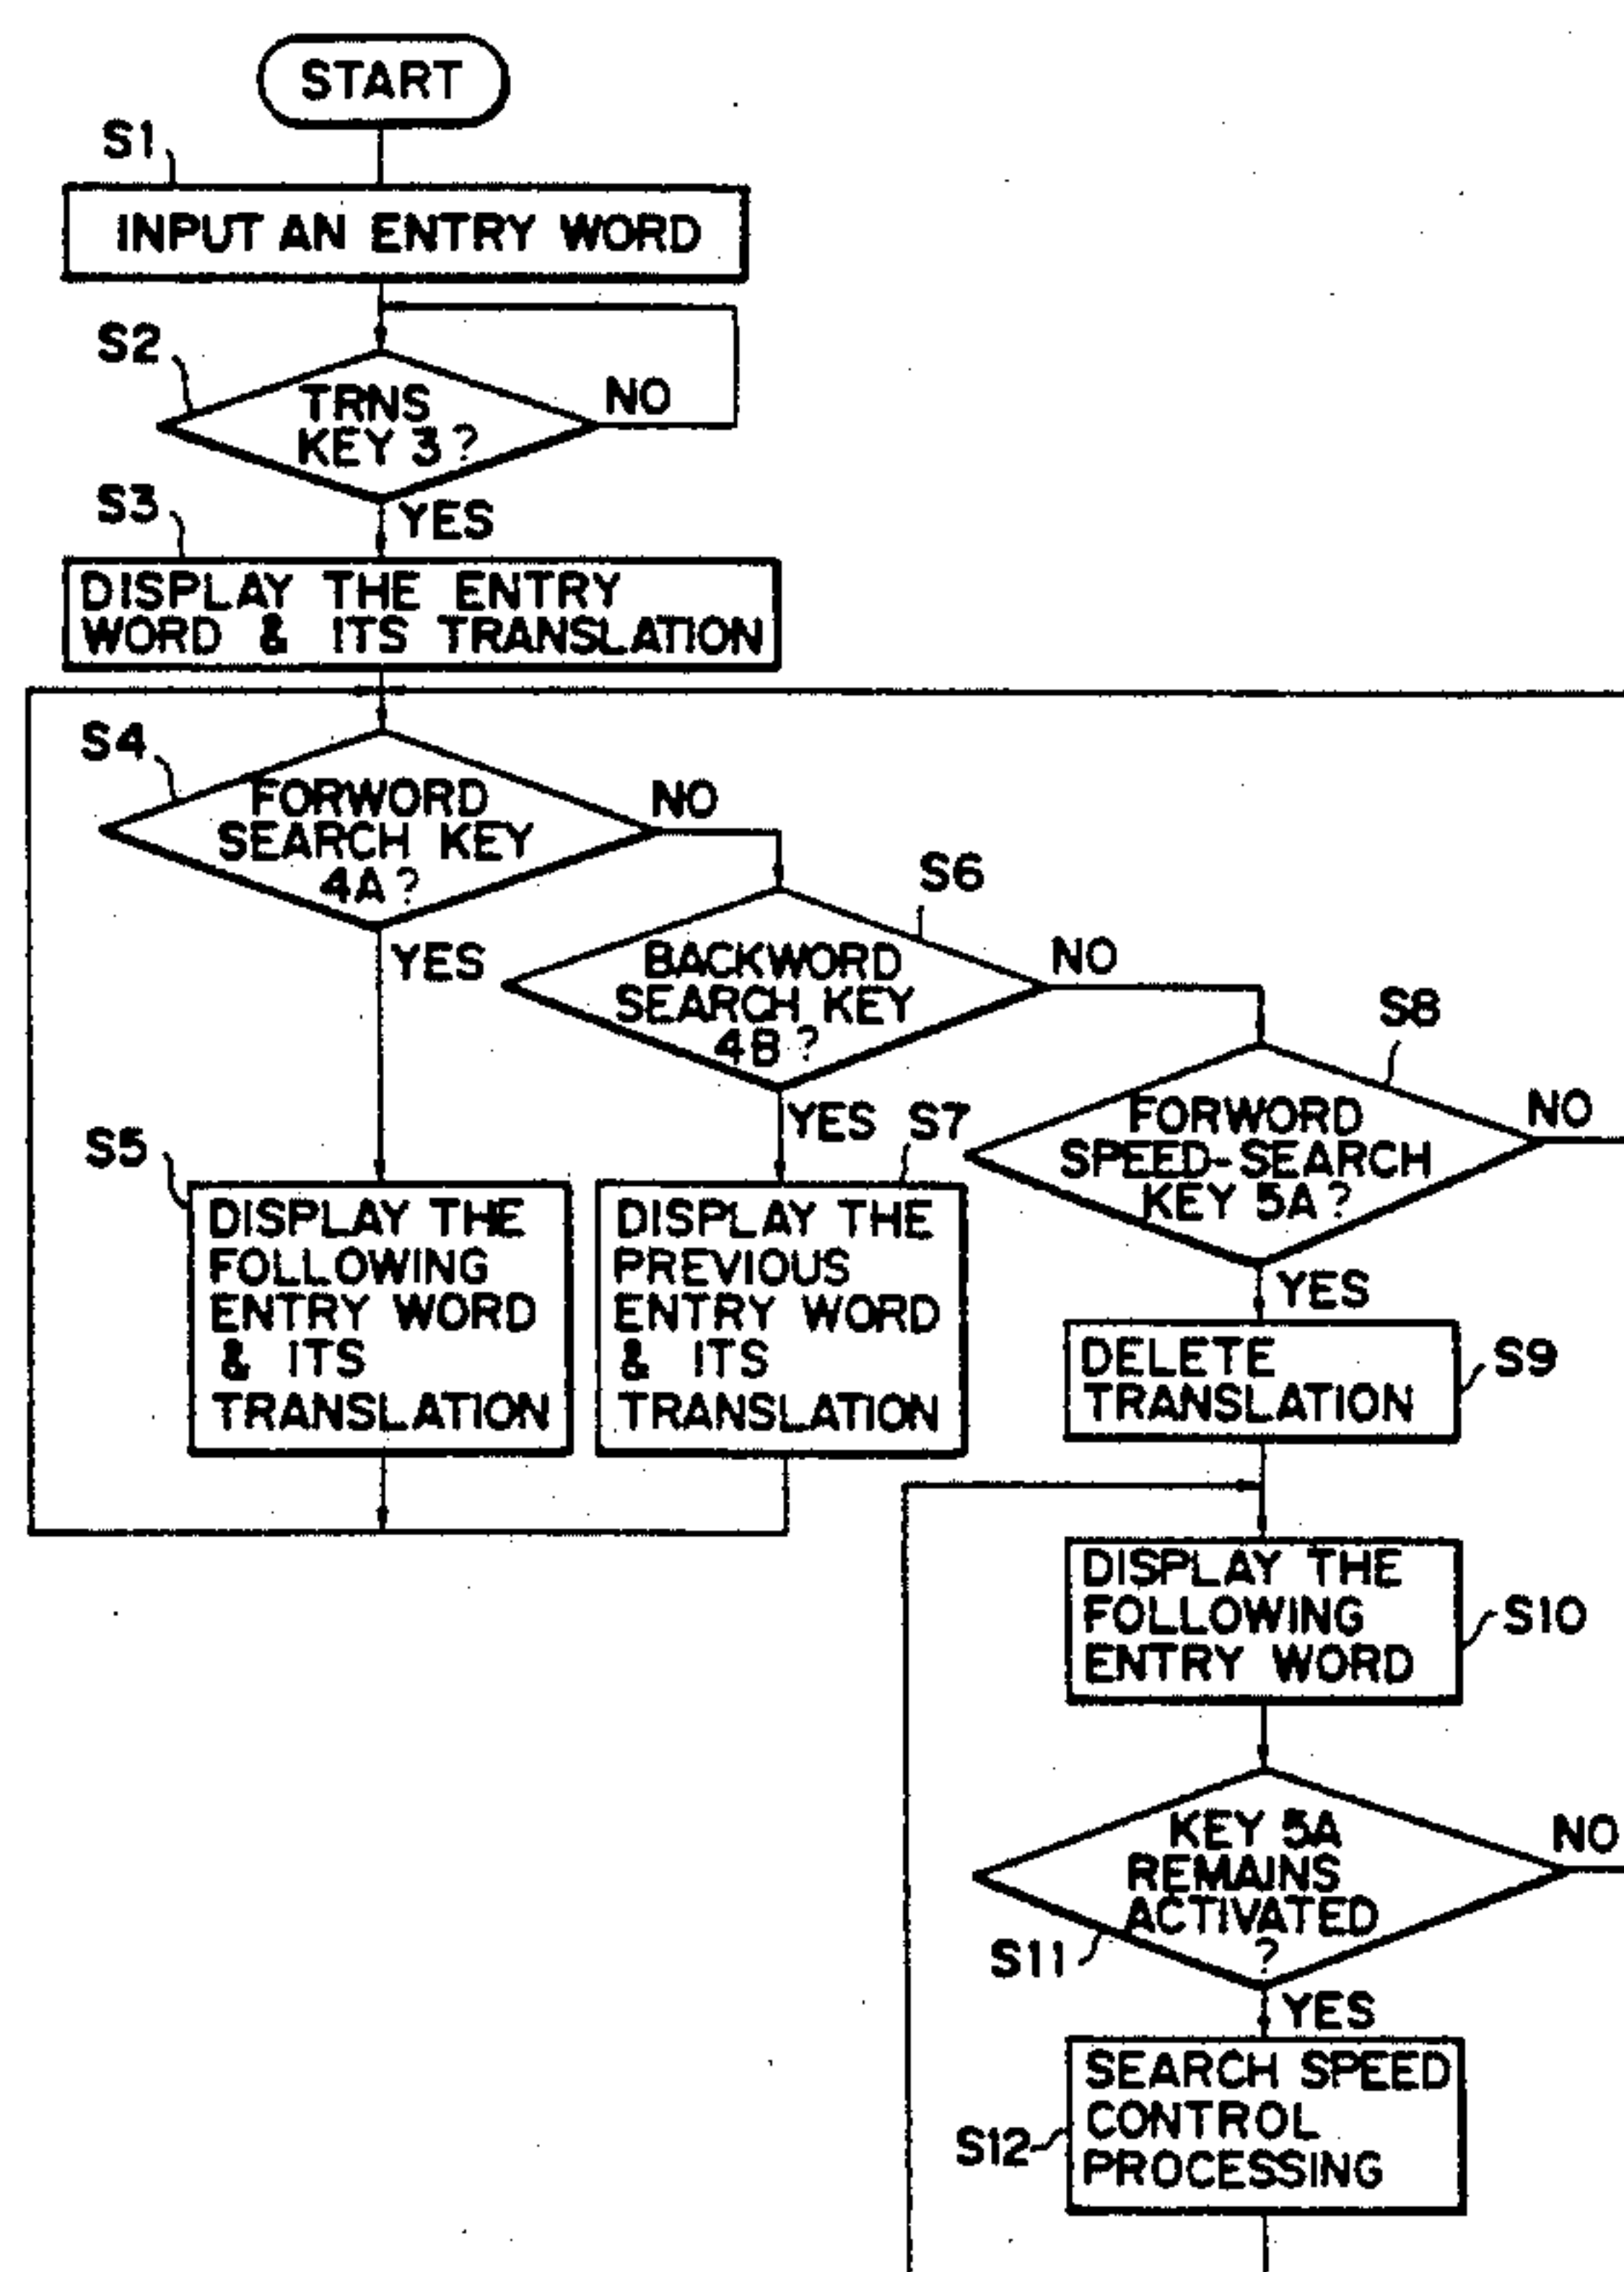 START
S1
INPUT AN ENTRY WORD
S2
TRNS
KEY 3?
NO
YES
S3
DISPLAY THE ENTRY
WORD & ITS TRANSLATION
S4
FORWORD
SEARCH KEY
4A?
NO
YES
S6
BACKWORD
SEARCH KEY
4B?
NO
YES
S8
FORWORD
SPEED-SEARCH
KEY 5A?
NO
YES
S5
DISPLAY THE
FOLLOWING
ENTRY WORD
& ITS
TRANSLATION
S7
DISPLAY THE
PREVIOUS
ENTRY WORD
& ITS
TRANSLATION
S9
DELETE
TRANSLATION
S10
DISPLAY THE
FOLLOWING
ENTRY WORD
S11
KEY 5A
REMAINS
ACTIVATED
?
NO
YES
S12
SEARCH SPEED
CONTROL
PROCESSING